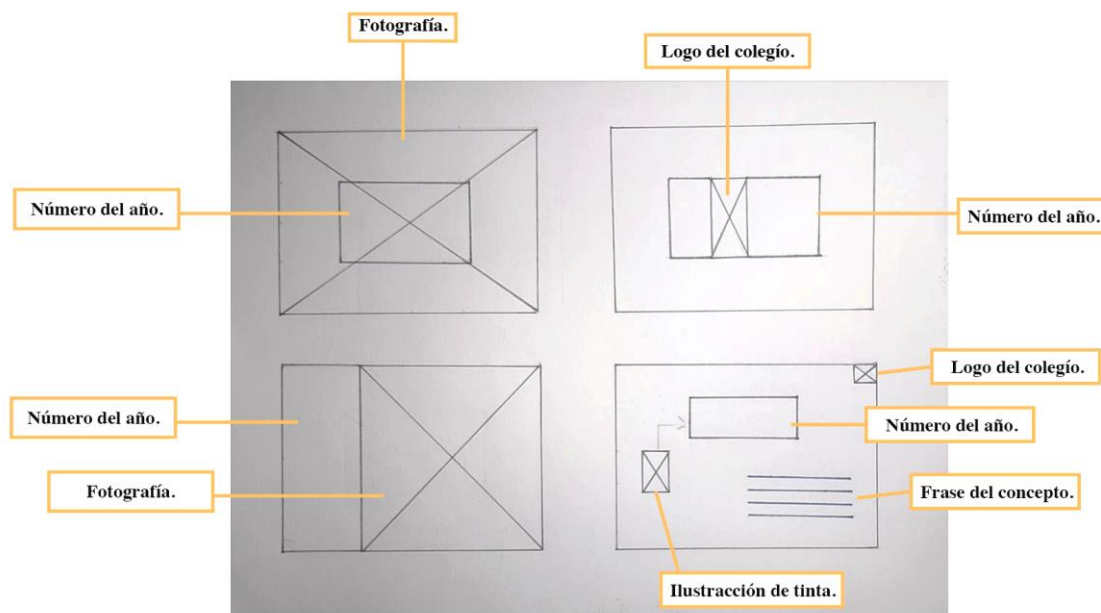 Fotografía.
Logo del colegío.
Número del año.
Número del año.
Logo del colegío.
Número del año.
Número del año.
Fotografía.
Frase del concepto.
Ilustracción de tinta.